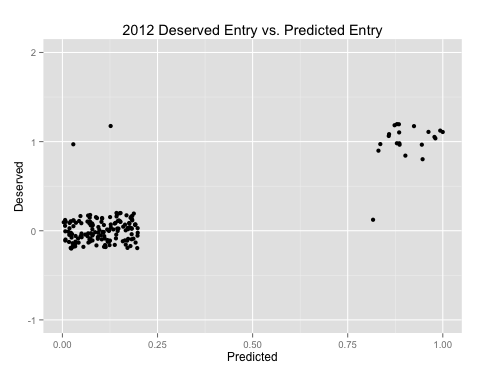 2012 Deserved Entry vs. Predicted Entry
2
1
0
-1
Deserved
0.00 0.25 0.50 0.75 1.00
Predicted